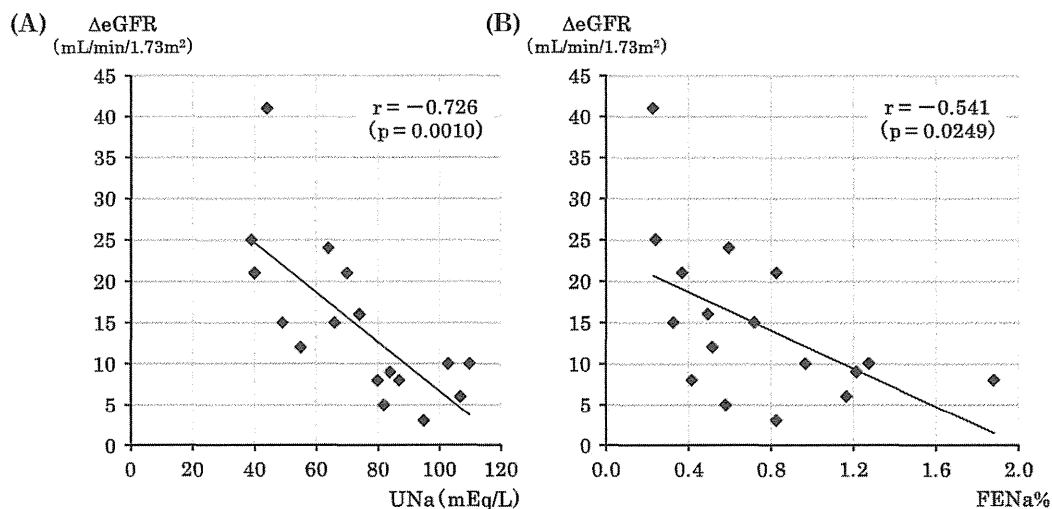 (A) ΔeGFR
(mL/min/1.73m²)
45
40
35
30
25
20
15
10
5
0
r = −0.726
(p = 0.0010)
0 20 40 60 80 100 120
UNa (mEq/L)
(B) ΔeGFR
(mL/min/1.73m²)
45
40
35
30
25
20
15
10
5
0
r = −0.541
(p = 0.0249)
0.0 0.4 0.8 1.2 1.6 2.0
FENa%